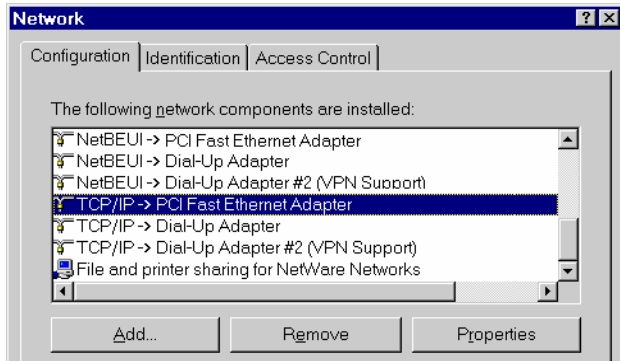 Network
Configuration Identification Access Control
The following network components are installed:
NetBEUI -> PCI Fast Ethernet Adapter
NetBEUI -> Dial-Up Adapter
NetBEUI -> Dial-Up Adapter #2 (VPN Support)
TCP/IP -> PCI Fast Ethernet Adapter
TCP/IP -> Dial-Up Adapter
TCP/IP -> Dial-Up Adapter #2 (VPN Support)
File and printer sharing for NetWare Networks
Add... Remove Properties